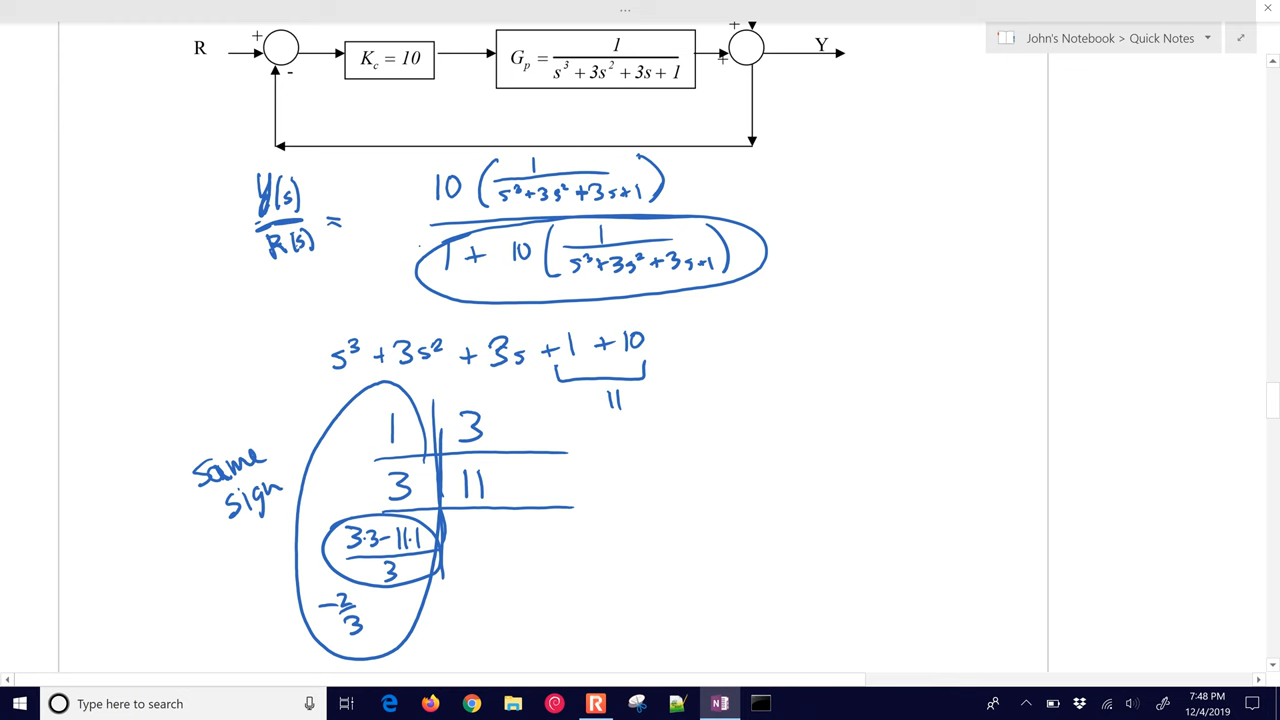 ...
John's Notebook > Quick Notes
+ +
R K_c = 10 G_p = 1 / (s^3 + 3s^2 + 3s + 1) Y
- +
Y(s)/R(s) = 10 (1/(s^3+3s^2+3s+1))
1 + 10 (1/(s^3+3s^2+3s+1))
s^3 + 3s^2 + 3s + 1 + 10
11
1 | 3
same
sign
3 | 11
3·3-11·1
3
-2/3
Type here to search
7:48 PM
12/4/2019